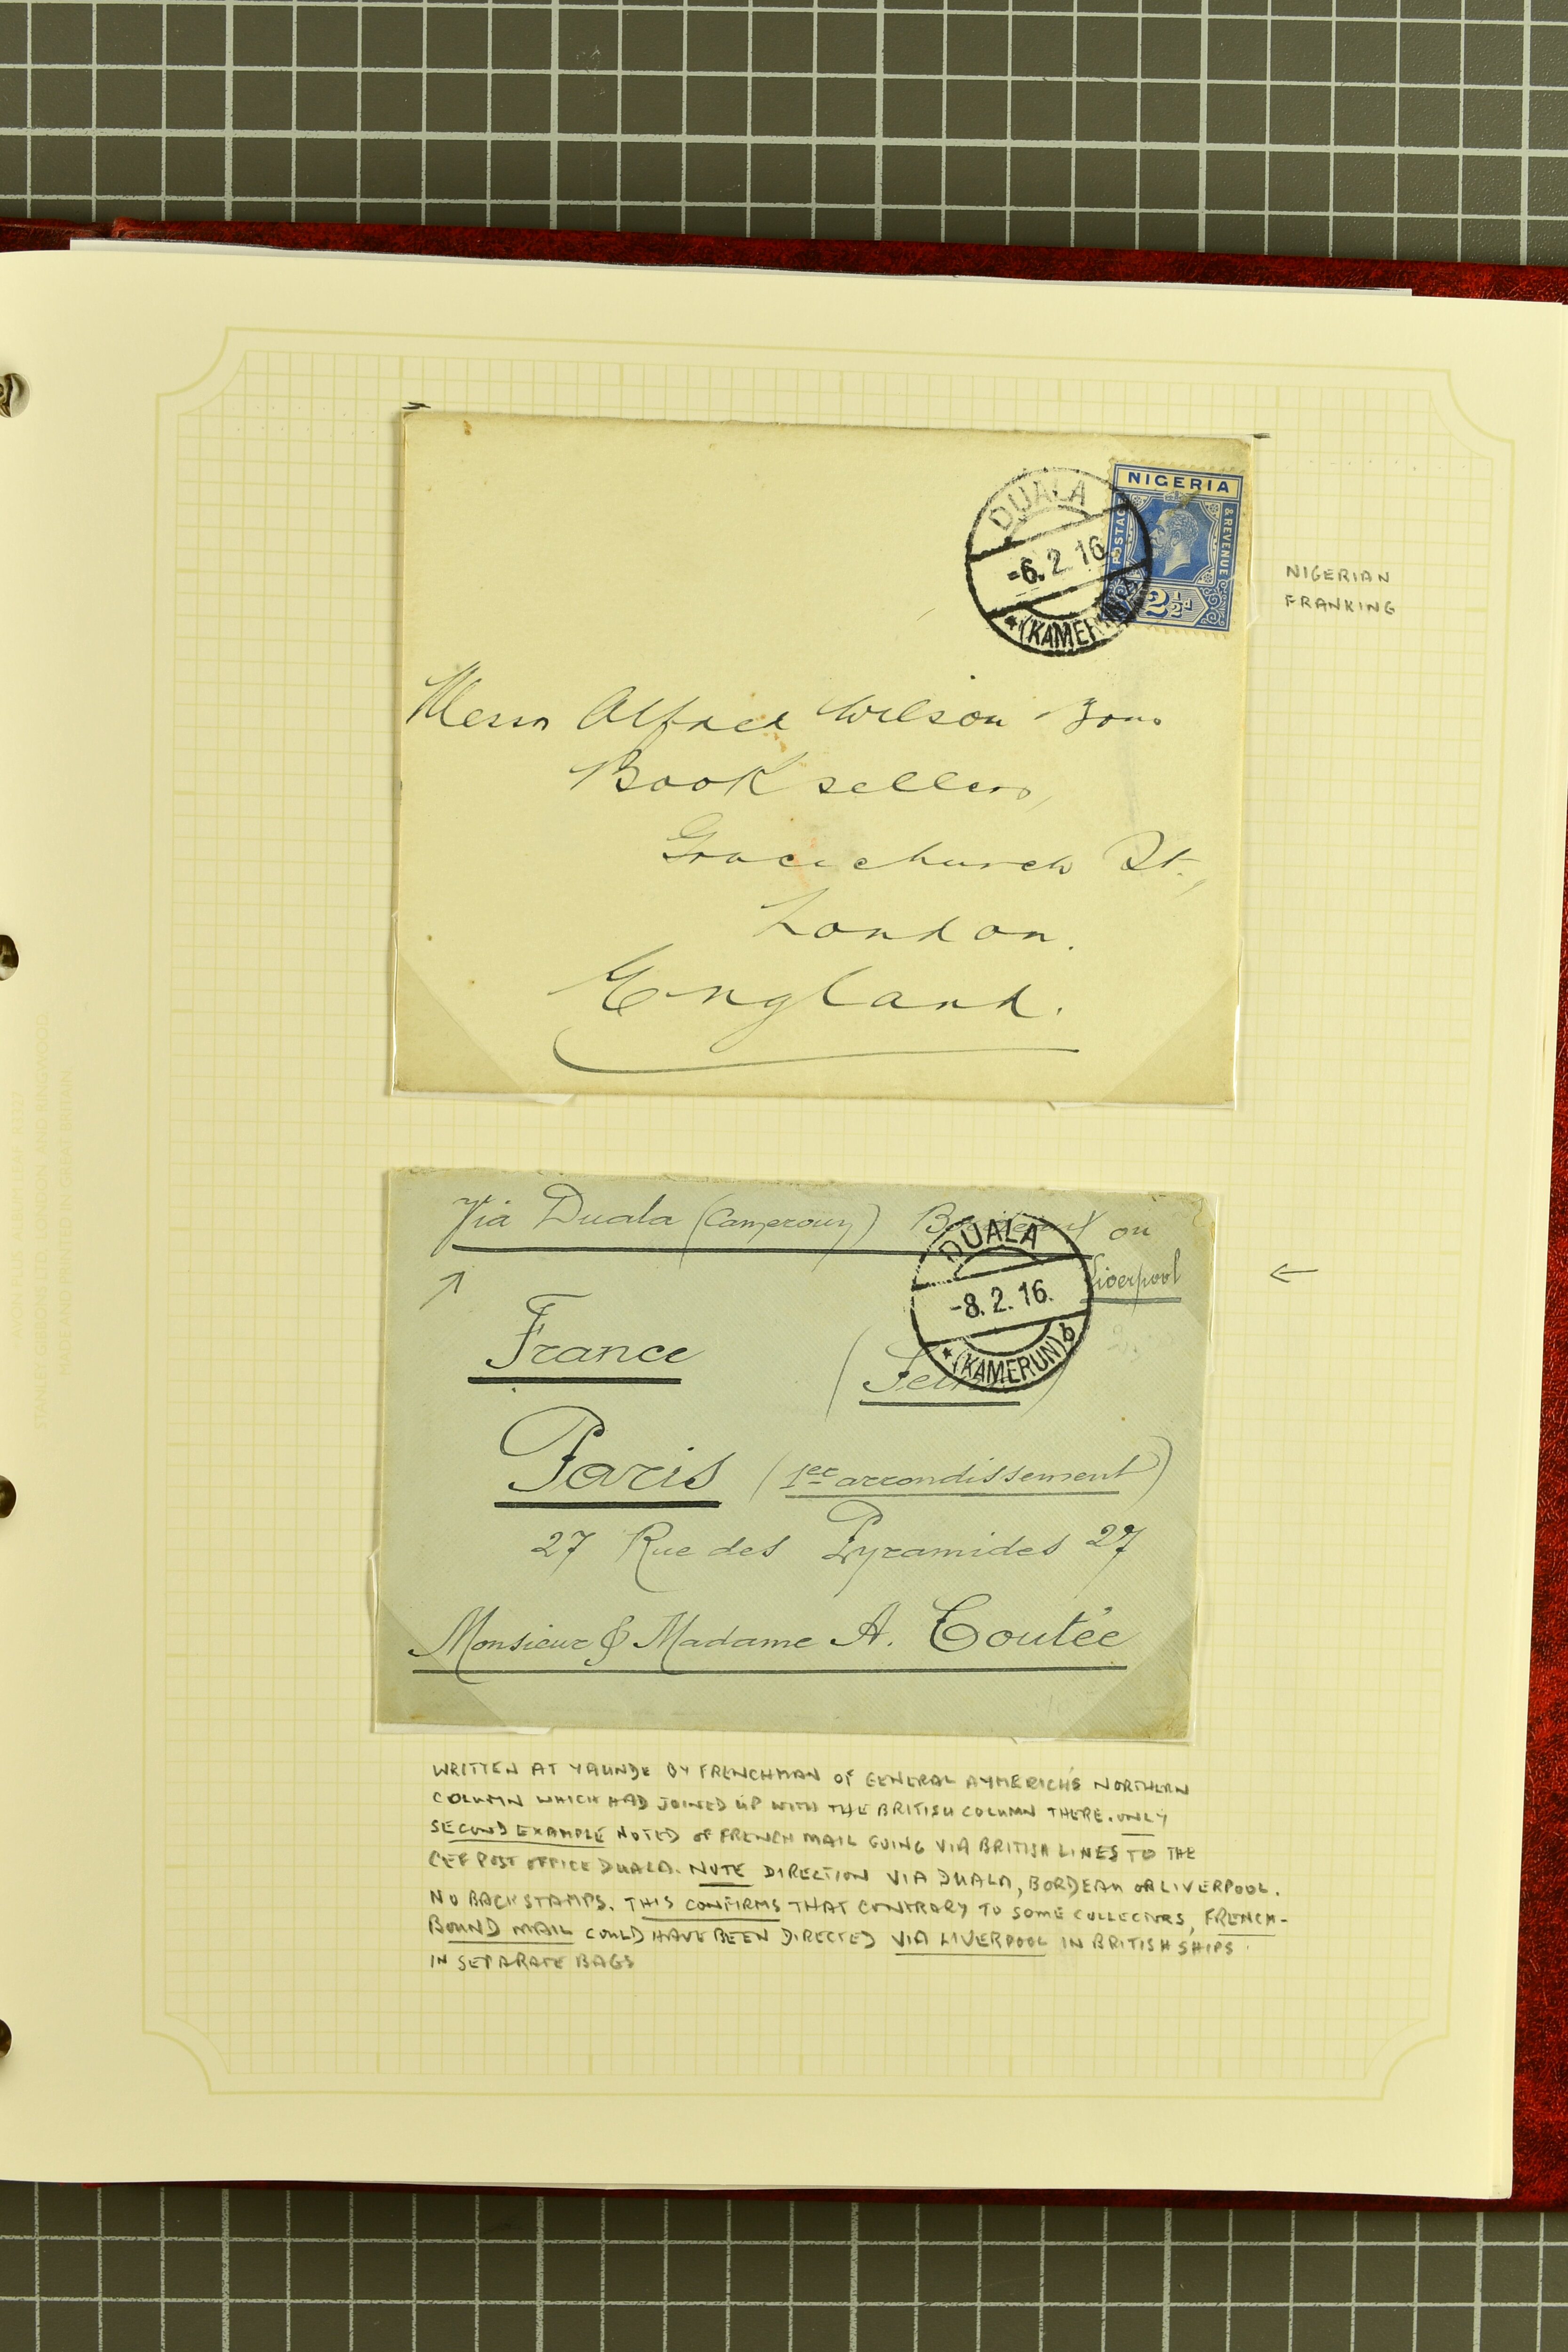 NIGERIA
POSTAGE & REVENUE
2½d
DUALA
-6.2.16
*(KAMERUN)
NIGERIAN
FRANKING
Messrs Alfred Wilson Sons
Booksellers,
Gracechurch St.,
London.
England.
Via Duala (Cameroun) Bordeaux ou
Liverpool
DUALA
-8.2.16.
*(KAMERUN)b
France (Seine)
Paris (1er arrondissement)
27 Rue des Pyramides 27
Monsieur & Madame A. Coutée
WRITTEN AT YAUNDE BY FRENCHMAN OF GENERAL AYMERICH'S NORTHERN
COLUMN WHICH HAD JOINED UP WITH THE BRITISH COLUMN THERE. ONLY
SECOND EXAMPLE NOTED OF FRENCH MAIL GOING VIA BRITISH LINES TO THE
CEF POST OFFICE DUALA. NOTE DIRECTION VIA DUALA, BORDEAU OR LIVERPOOL.
NO BACKSTAMPS. THIS CONFIRMS THAT CONTRARY TO SOME COLLECTORS, FRENCH-
BOUND MAIL COULD HAVE BEEN DIRECTED VIA LIVERPOOL IN BRITISH SHIPS
IN SEPARATE BAGS